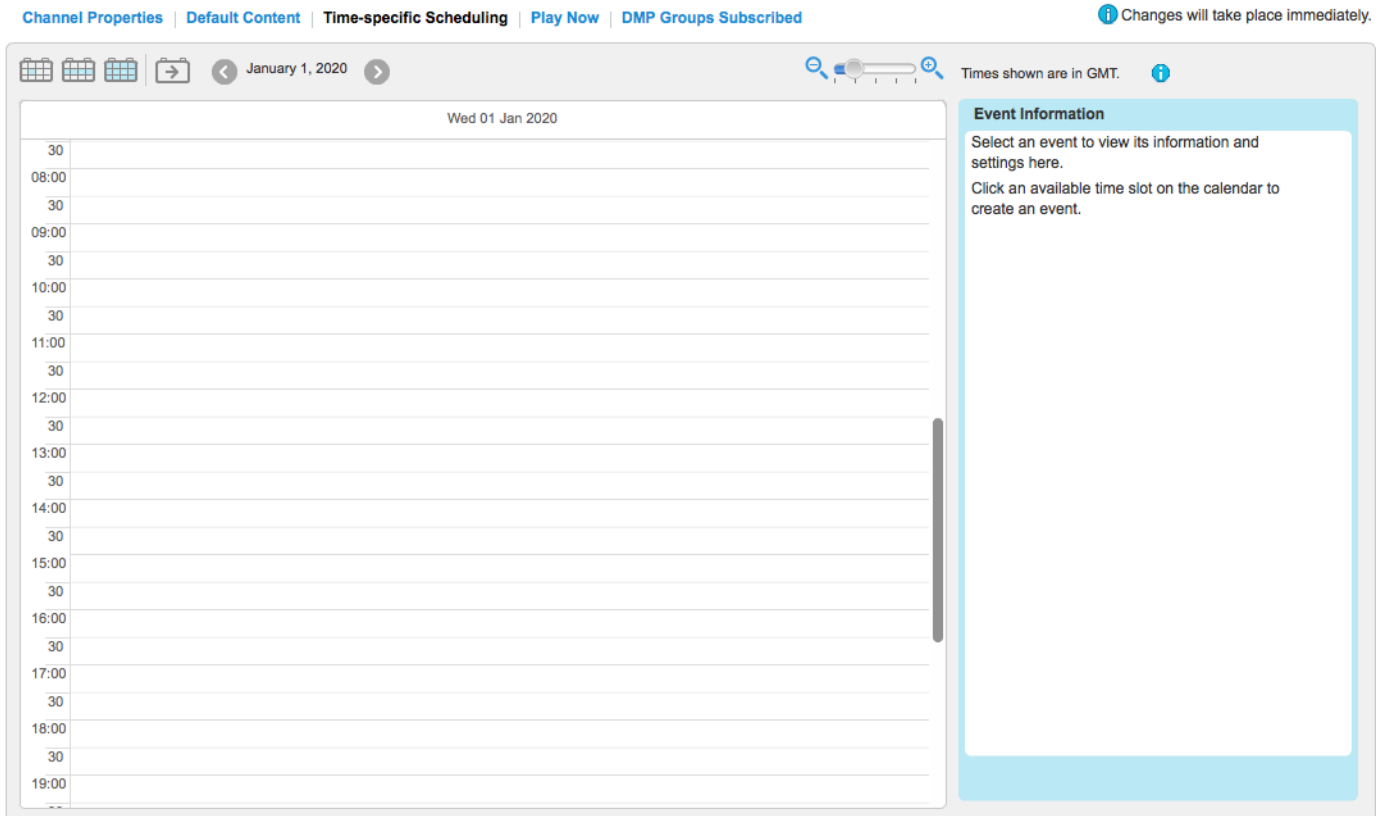 Channel Properties | Default Content | Time-specific Scheduling | Play Now | DMP Groups Subscribed
Changes will take place immediately.
January 1, 2020
Times shown are in GMT.
Wed 01 Jan 2020
30
08:00
30
09:00
30
10:00
30
11:00
30
12:00
30
13:00
30
14:00
30
15:00
30
16:00
30
17:00
30
18:00
30
19:00
Event Information
Select an event to view its information and
settings here.
Click an available time slot on the calendar to
create an event.